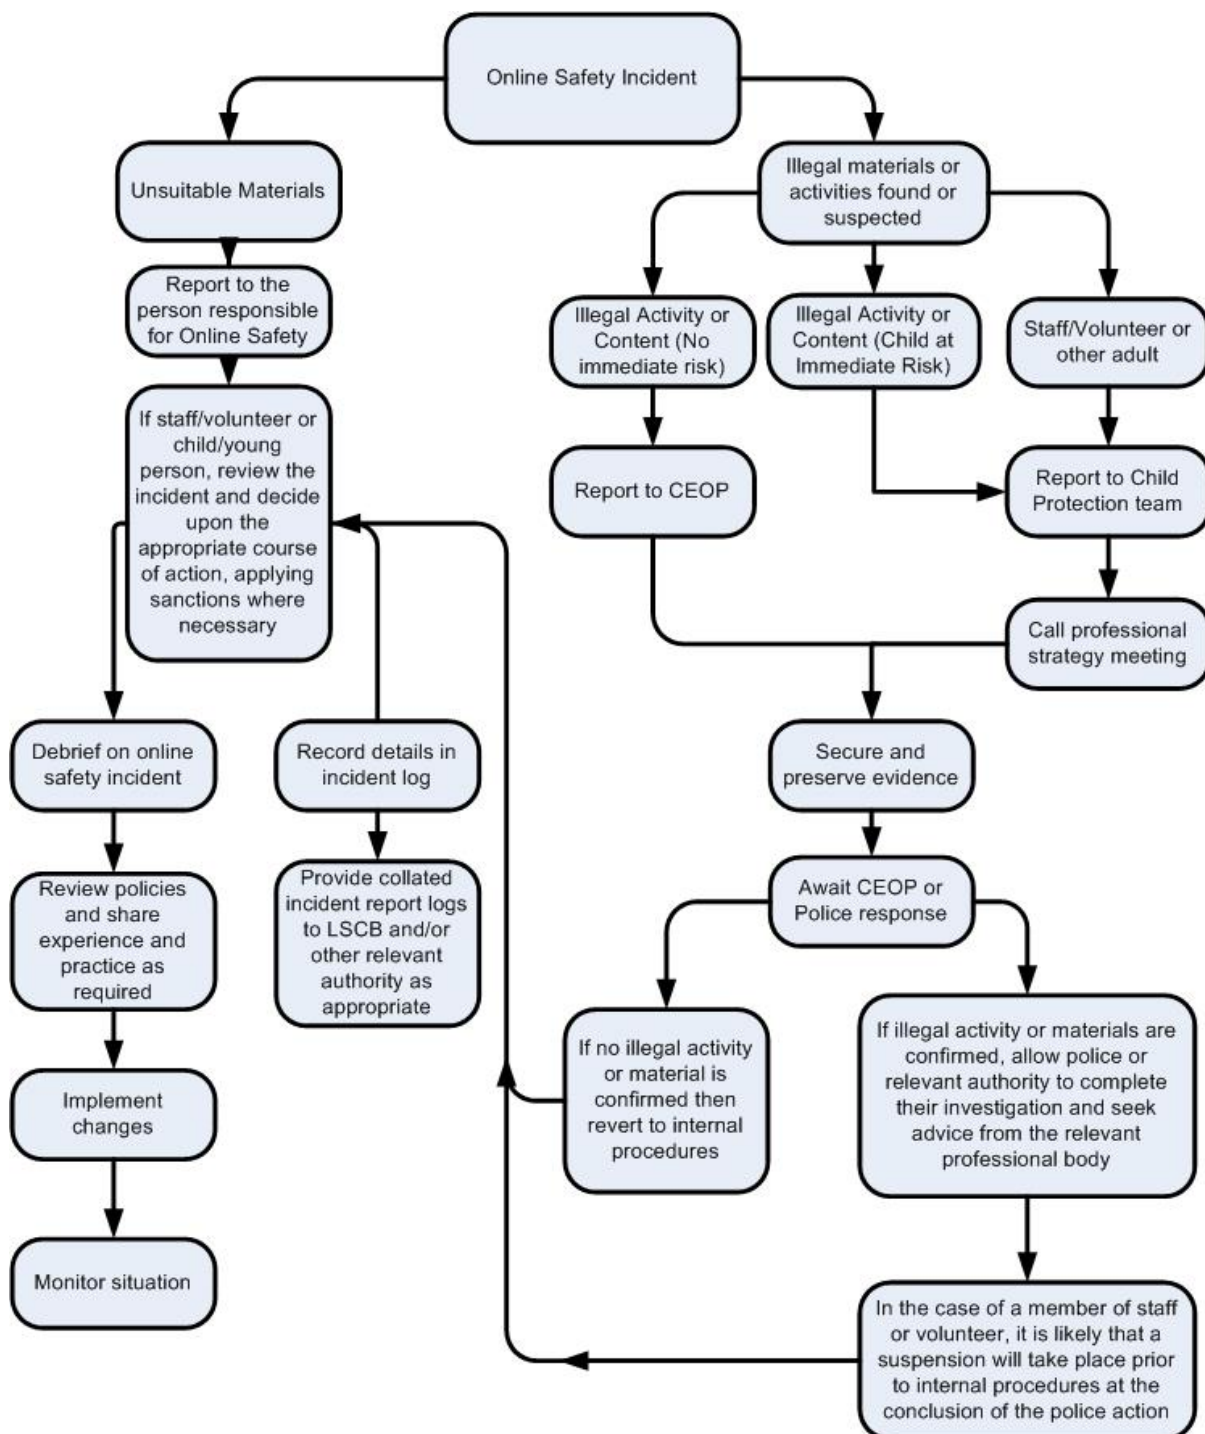 Online Safety Incident
Unsuitable Materials
Report to the
person responsible
for Online Safety
If staff/volunteer or
child/young
person, review the
incident and decide
upon the
appropriate course
of action, applying
sanctions where
necessary
Debrief on online
safety incident
Review policies
and share
experience and
practice as
required
Implement
changes
Monitor situation
Record details in
incident log
Provide collated
incident report logs
to LSCB and/or
other relevant
authority as
appropriate
Illegal materials or
activities found or
suspected
Illegal Activity or
Content (No
immediate risk)
Illegal Activity or
Content (Child at
Immediate Risk)
Staff/Volunteer or
other adult
Report to CEOP
Report to Child
Protection team
Call professional
strategy meeting
Secure and
preserve evidence
Await CEOP or
Police response
If no illegal activity
or material is
confirmed then
revert to internal
procedures
If illegal activity or materials are
confirmed, allow police or
relevant authority to complete
their investigation and seek
advice from the relevant
professional body
In the case of a member of staff
or volunteer, it is likely that a
suspension will take place prior
to internal procedures at the
conclusion of the police action